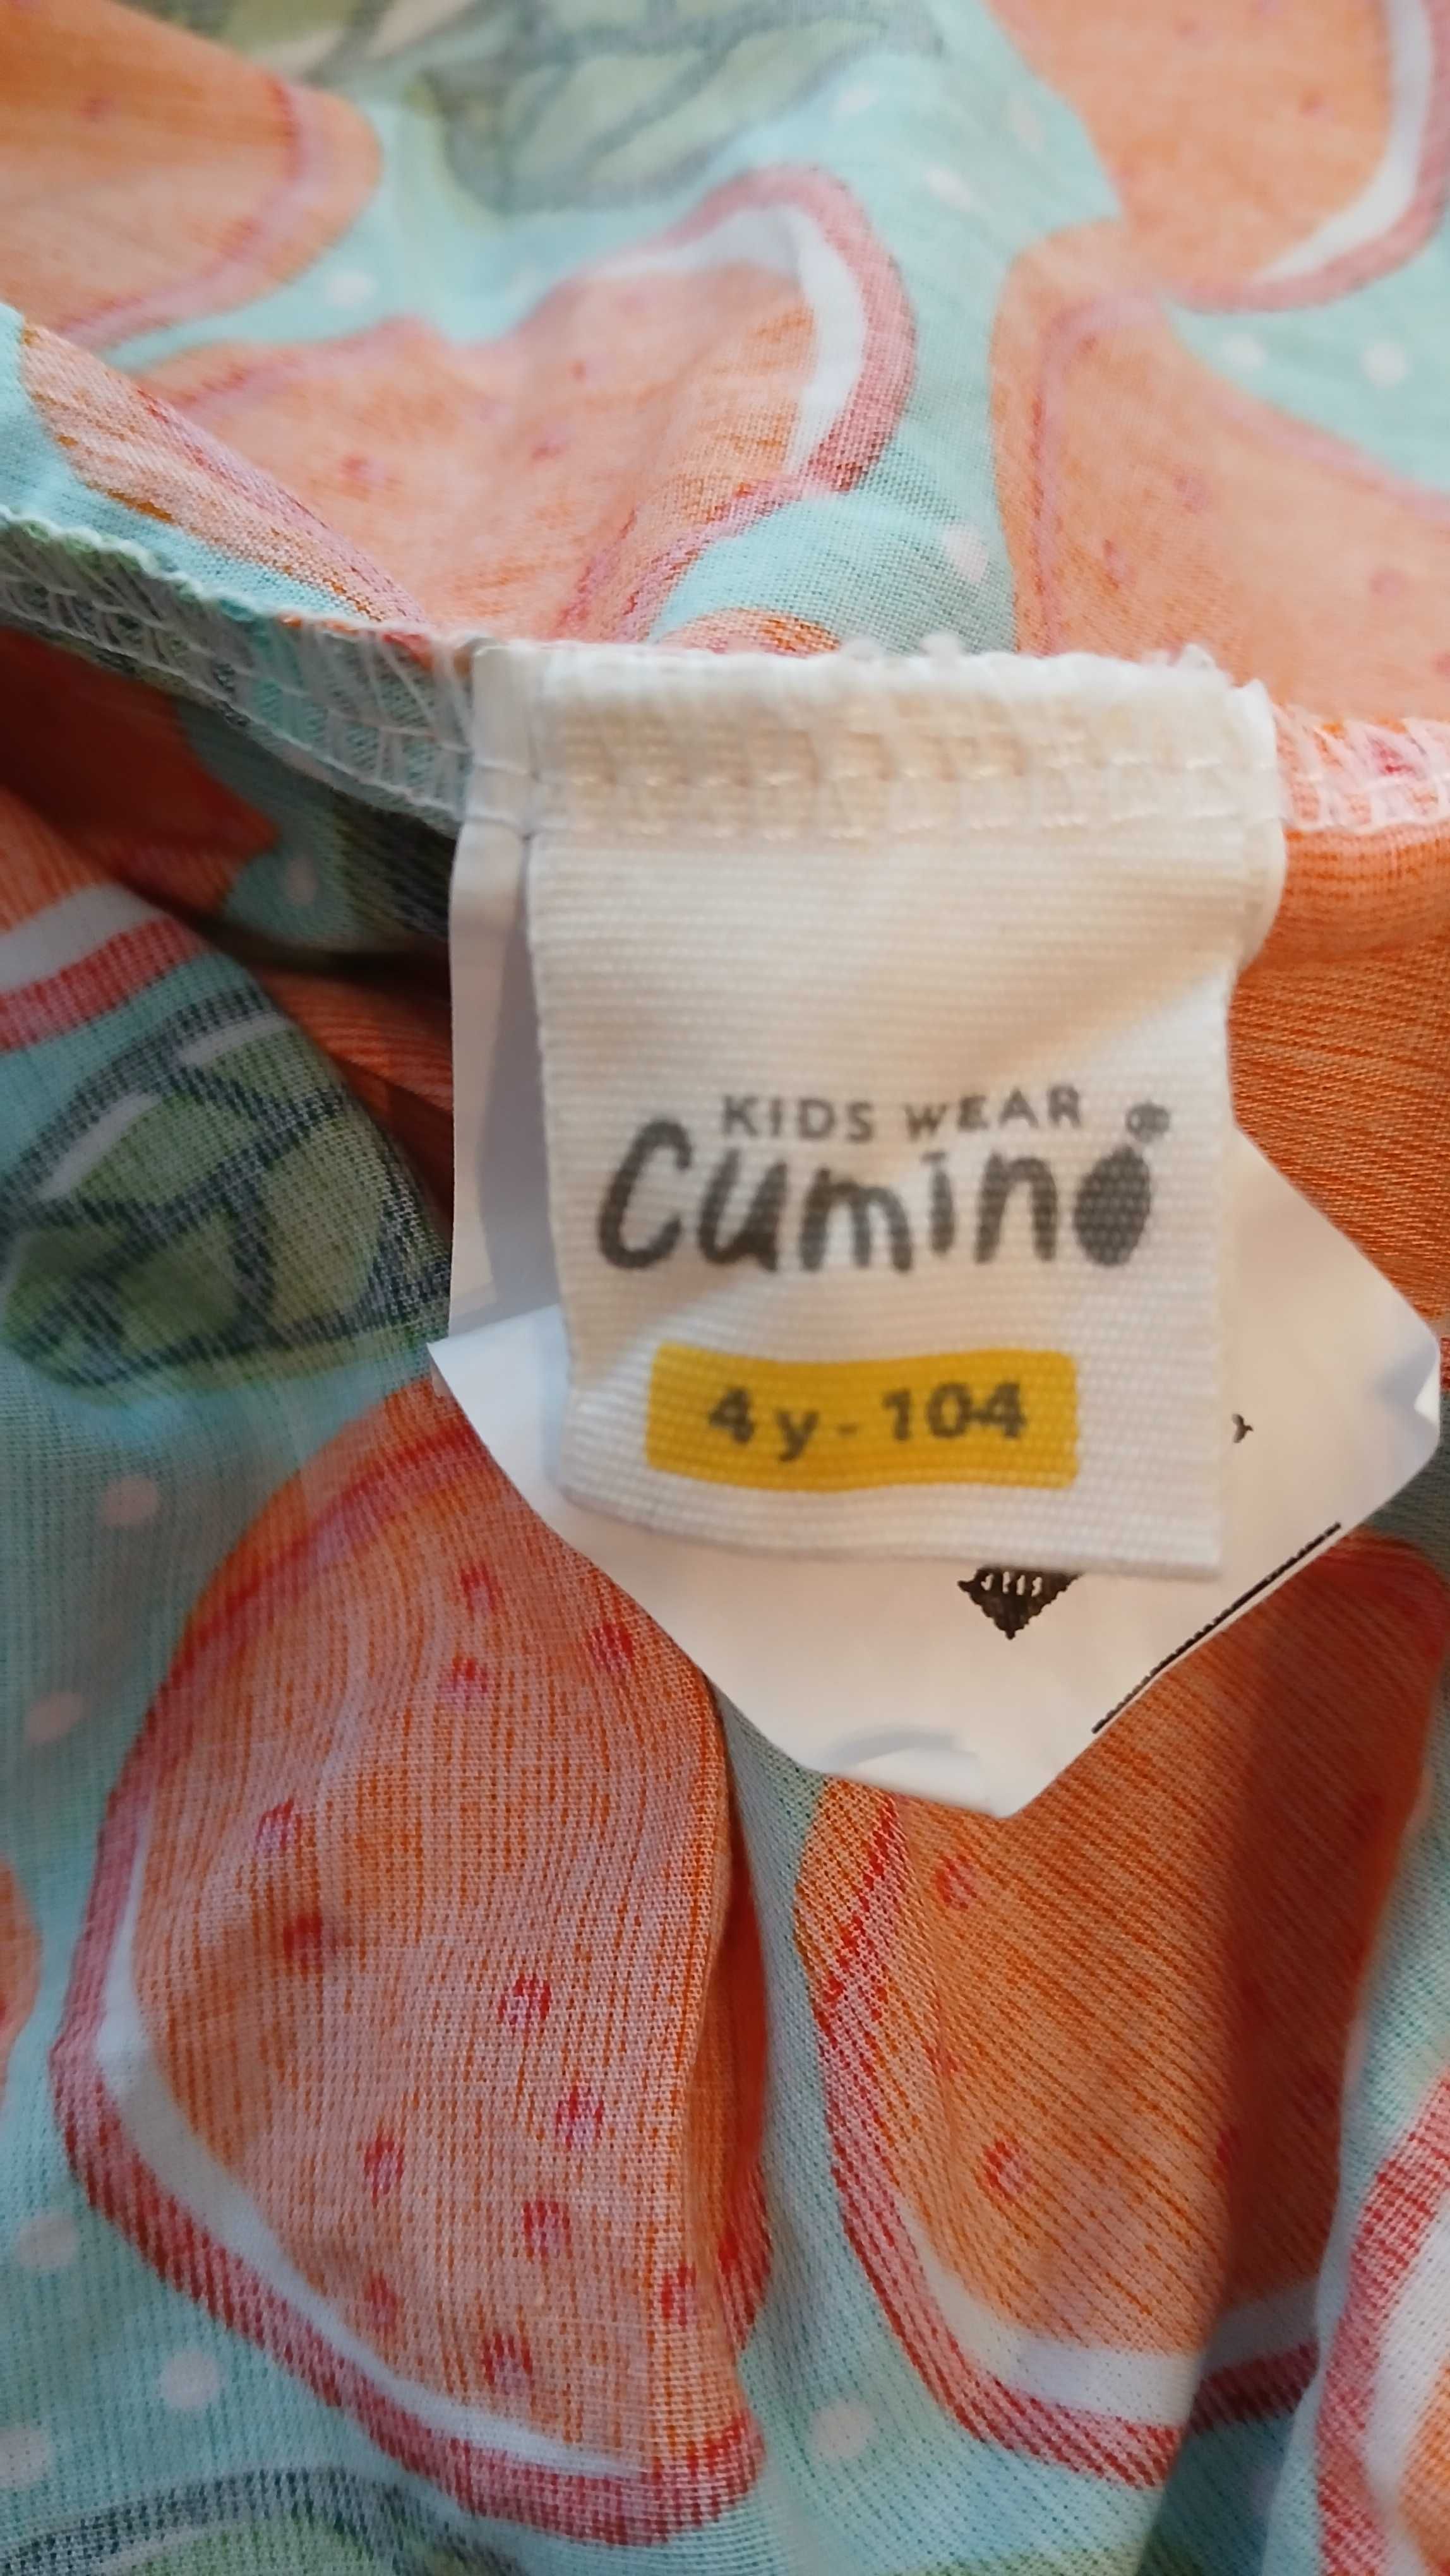 KIDS WEAR
Cumino
4 y - 104